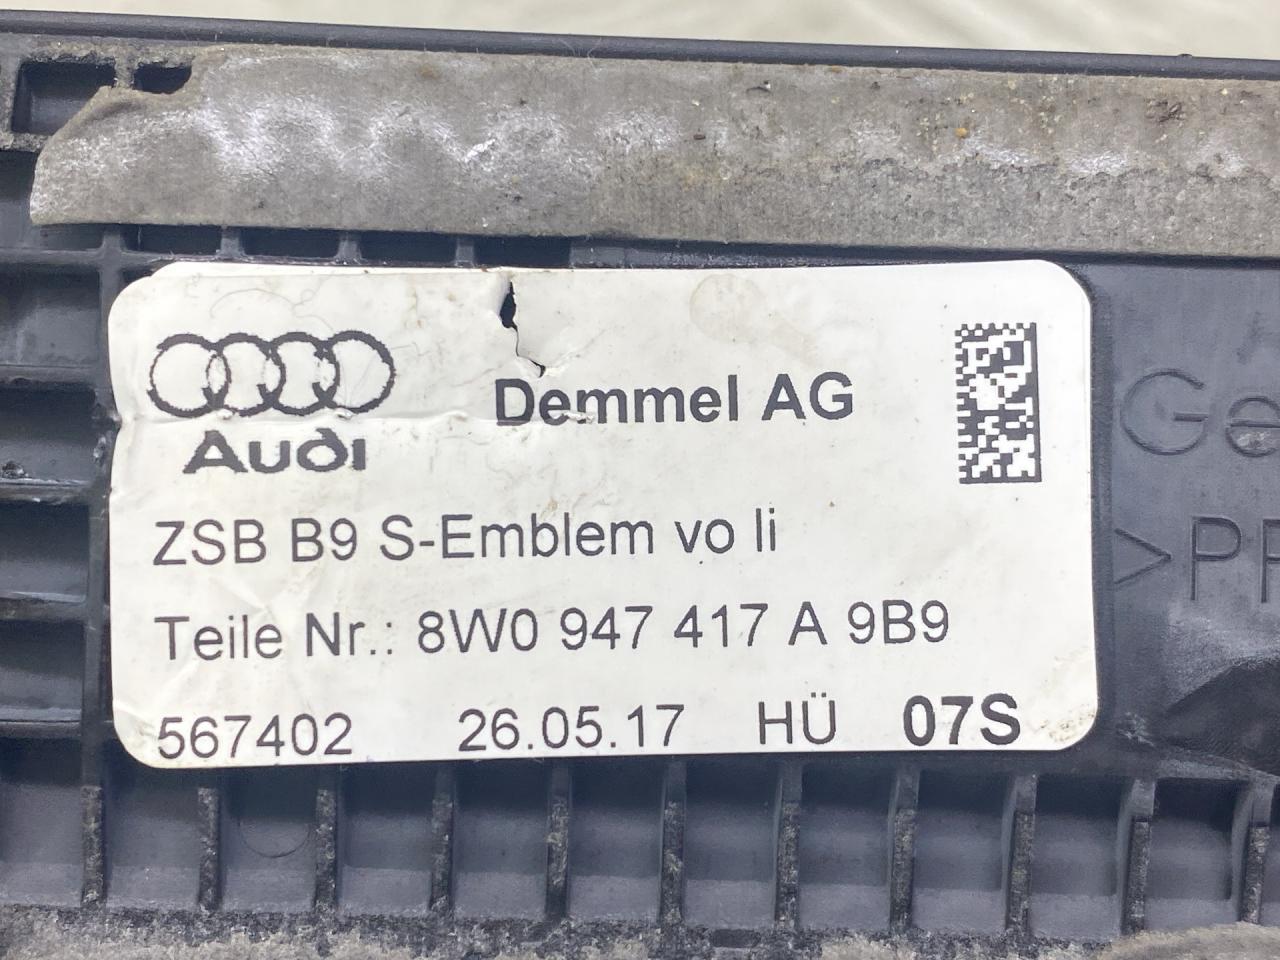 Audi
Demmel AG
ZSB B9 S-Emblem vo li
Teile Nr.: 8W0 947 417 A 9B9
567402 26.05.17 HÜ 07S